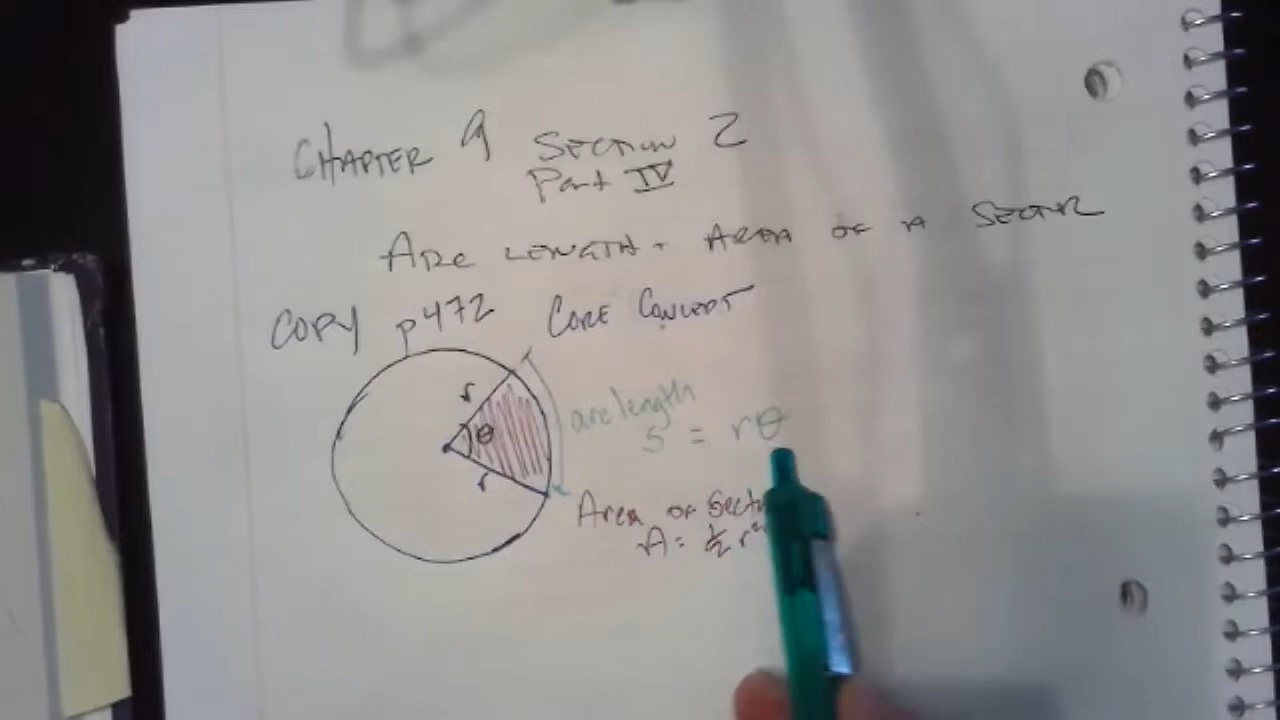 CHAPTER 9 SECTION 2
Part IV
ARC LENGTH + AREA OF A SECTOR
COPY p472 CORE CONCEPT
r
θ
r
arc length
S = rθ
Area of Sect
A = 1/2 r²